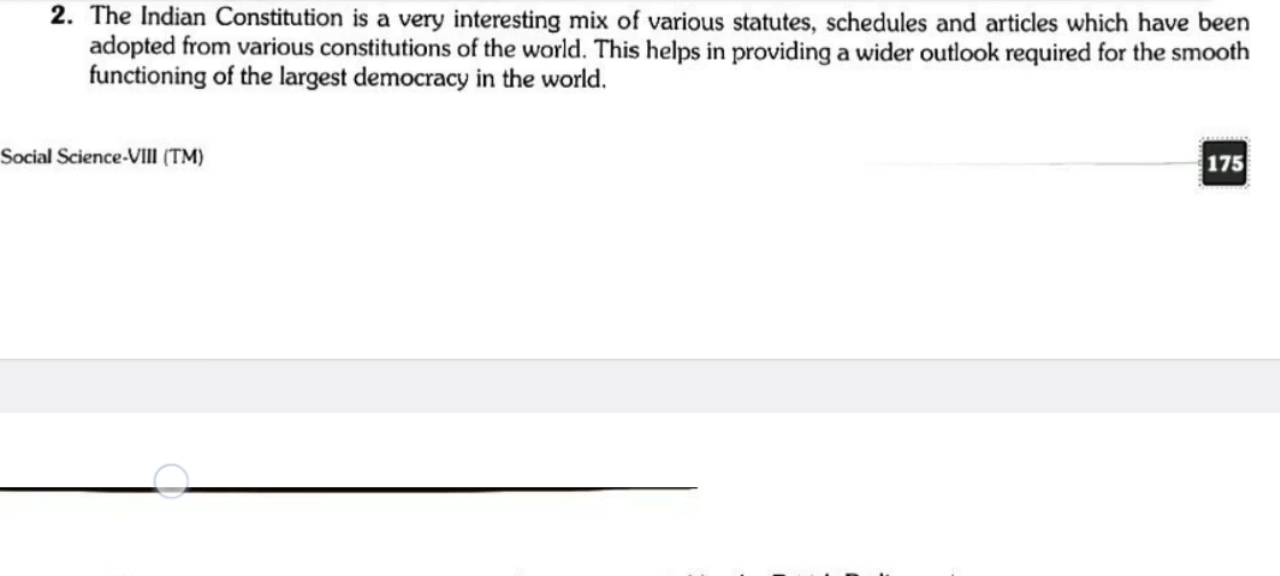 2. The Indian Constitution is a very interesting mix of various statutes, schedules and articles which have been
adopted from various constitutions of the world. This helps in providing a wider outlook required for the smooth
functioning of the largest democracy in the world.
Social Science-VIII (TM)
175